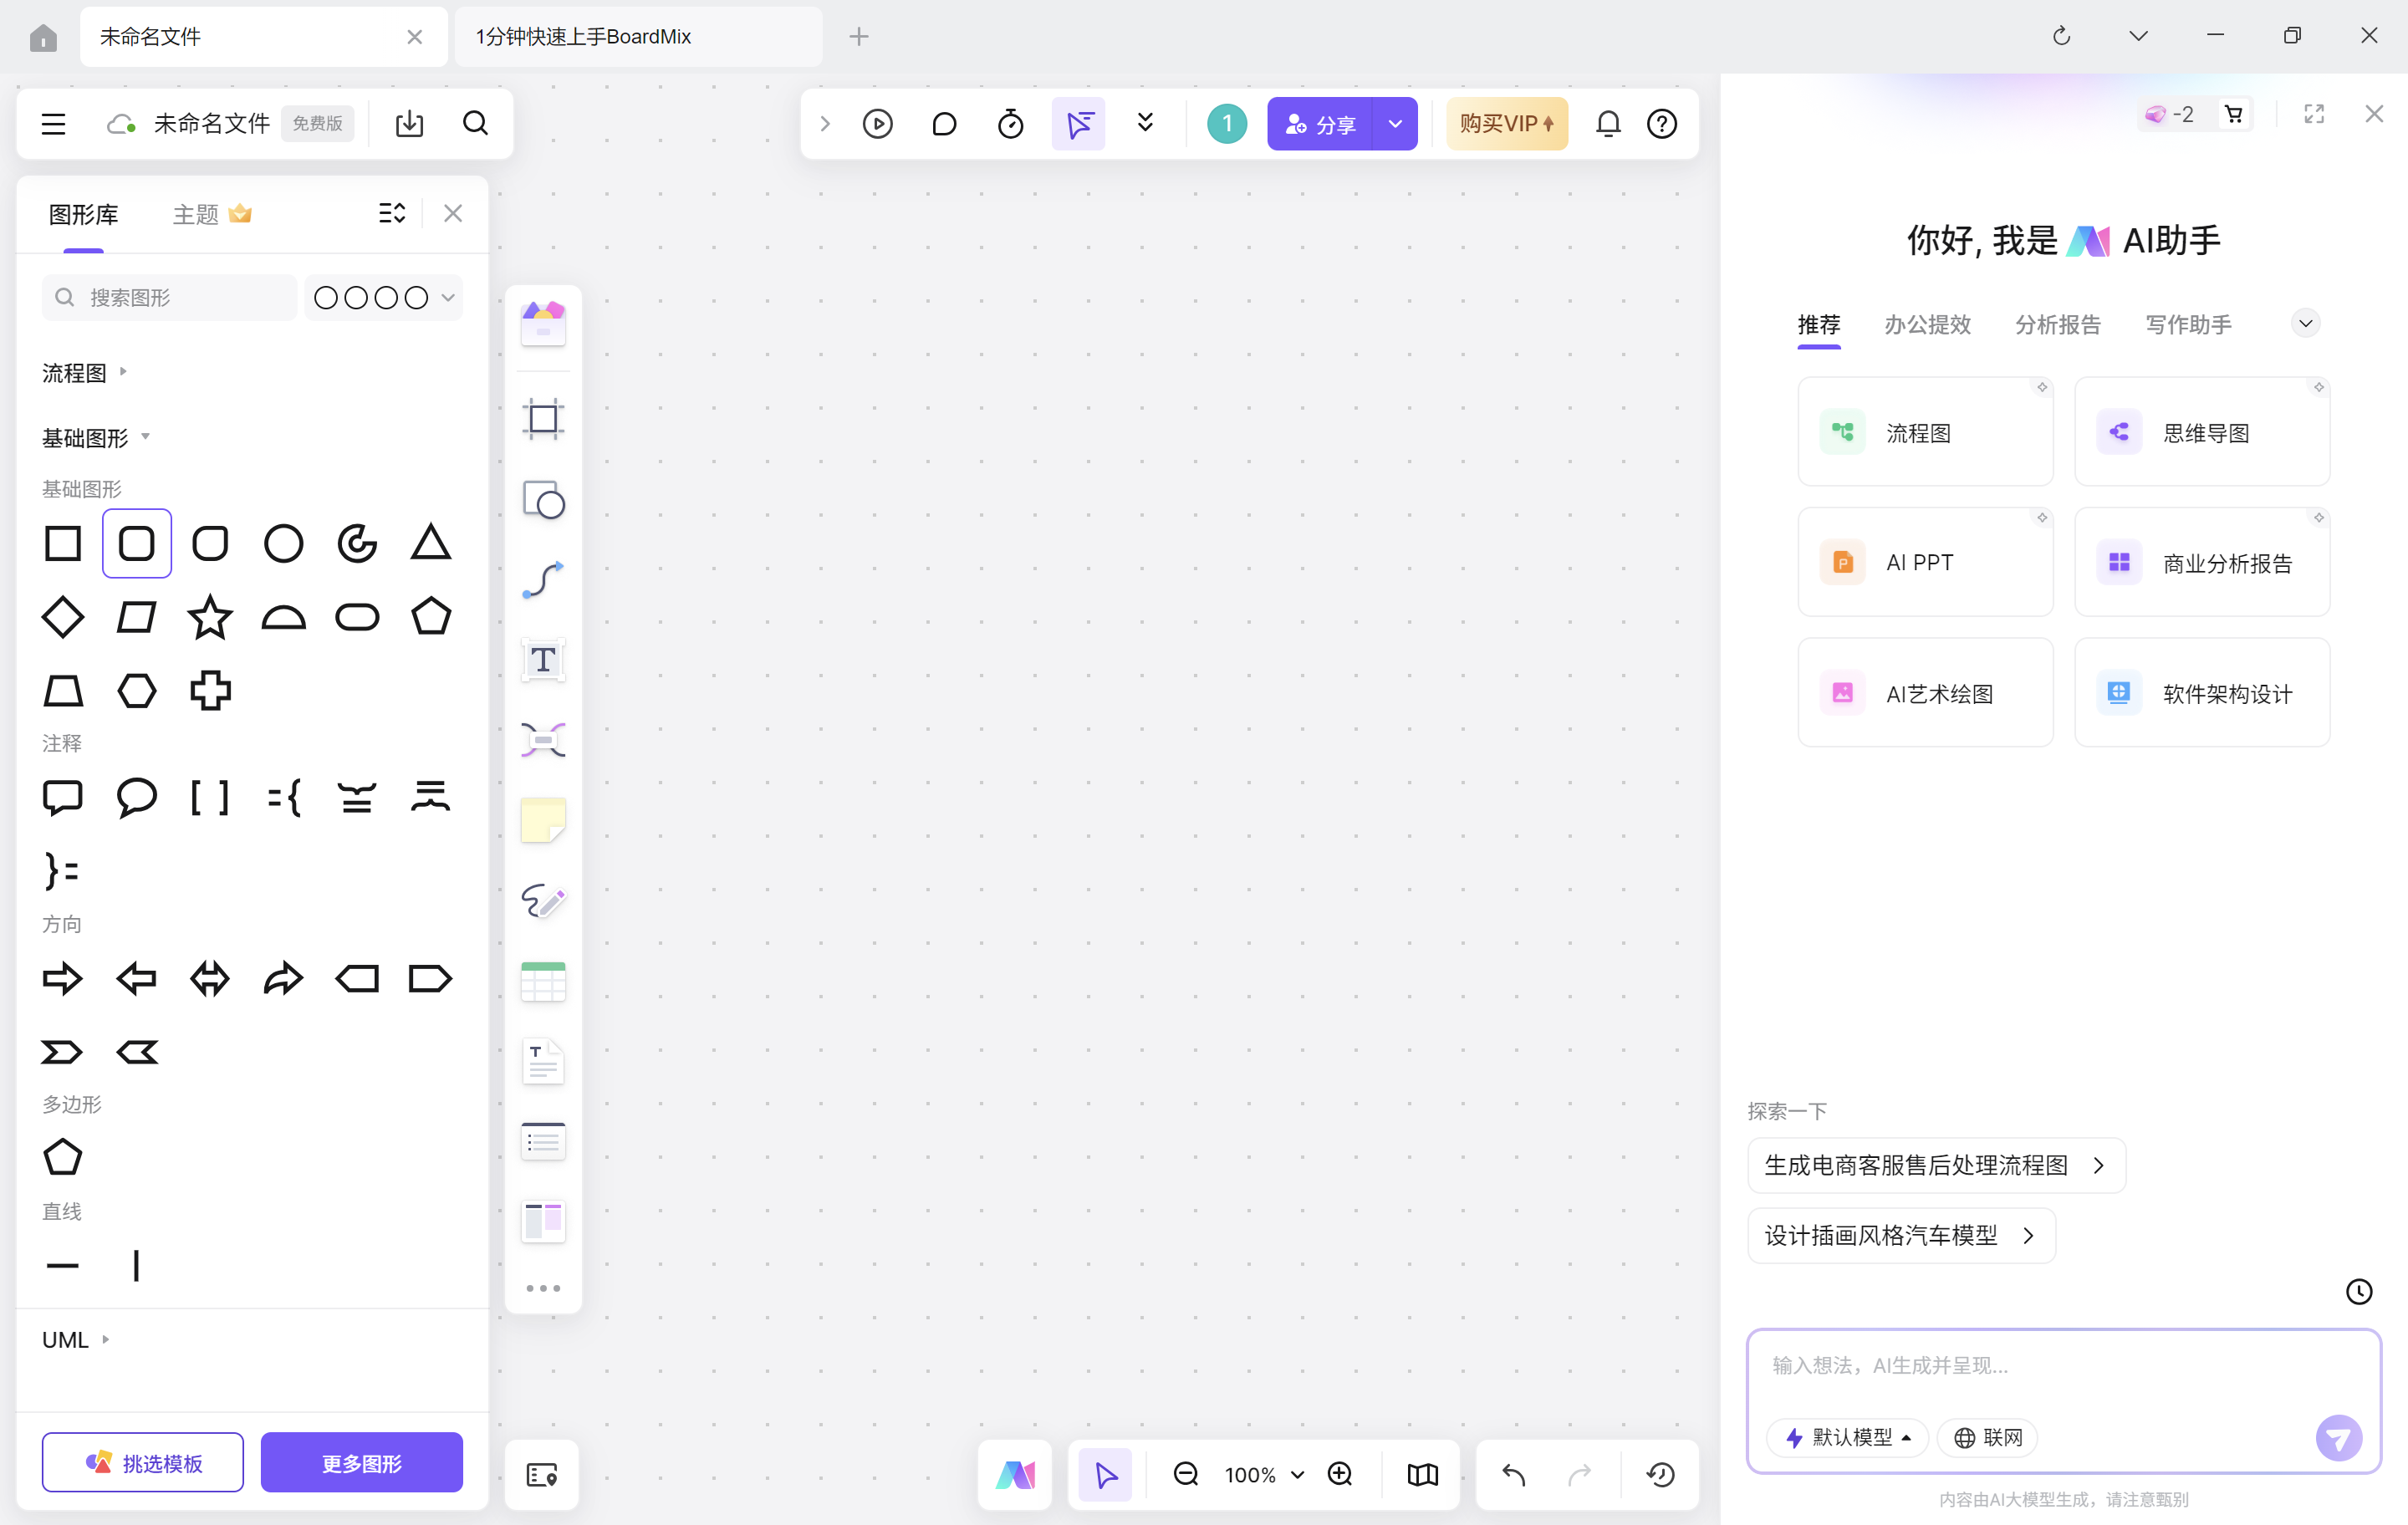 未命名文件
1分钟快速上手BoardMix
未命名文件 免费版
1 分享 购买VIP
-2
图形库 主题
搜索图形
流程图
基础图形
基础图形
注释
方向
多边形
直线
UML
挑选模板 更多图形
100%
你好, 我是 AI助手
推荐 办公提效 分析报告 写作助手
流程图 思维导图
AI PPT 商业分析报告
AI艺术绘图 软件架构设计
探索一下
生成电商客服售后处理流程图
设计插画风格汽车模型
输入想法，AI生成并呈现...
默认模型 联网
内容由AI大模型生成，请注意甄别